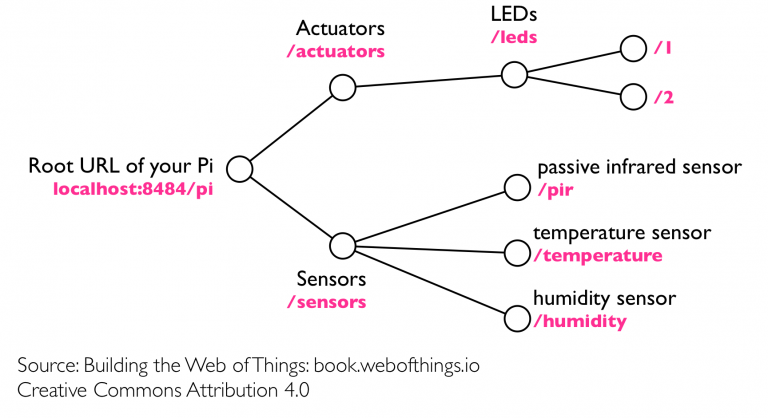 Actuators
/actuators
LEDs
/leds
/1
/2
Root URL of your Pi
localhost:8484/pi
passive infrared sensor
/pir
temperature sensor
/temperature
Sensors
/sensors
humidity sensor
/humidity
Source: Building the Web of Things: book.webofthings.io
Creative Commons Attribution 4.0